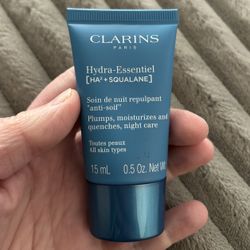 CLARINS
PARIS
Hydra-Essentiel
[HA² + SQUALANE]
Soin de nuit repulpant
"anti-soif"
Plumps, moisturizes and
quenches, night care
Toutes peaux
All skin types
15 ml 0.5 Oz. Net